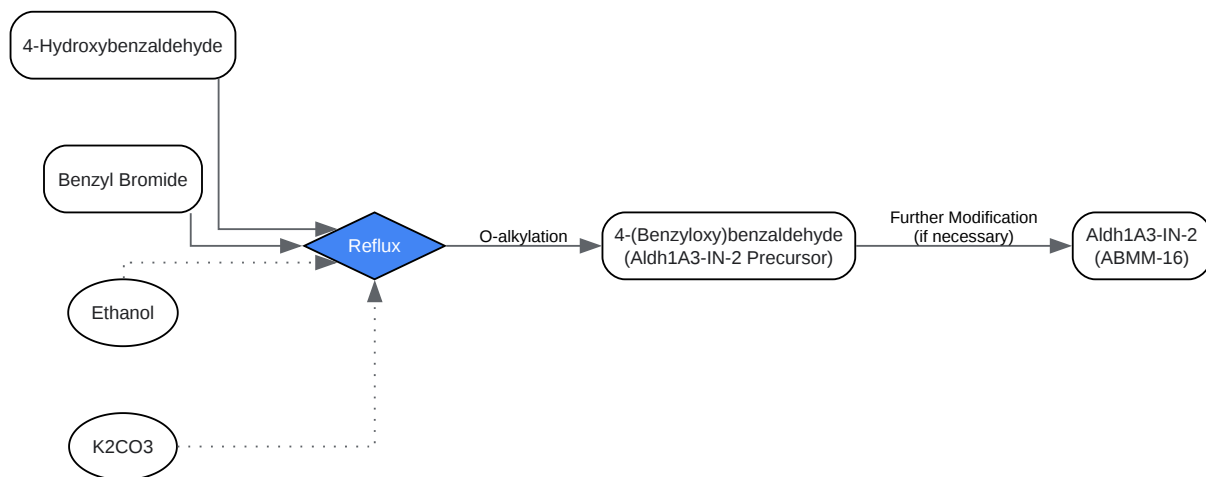 4-Hydroxybenzaldehyde
Benzyl Bromide
Ethanol
K2CO3
Reflux
O-alkylation
4-(Benzyloxy)benzaldehyde
(Aldh1A3-IN-2 Precursor)
Further Modification
(if necessary)
Aldh1A3-IN-2
(ABMM-16)